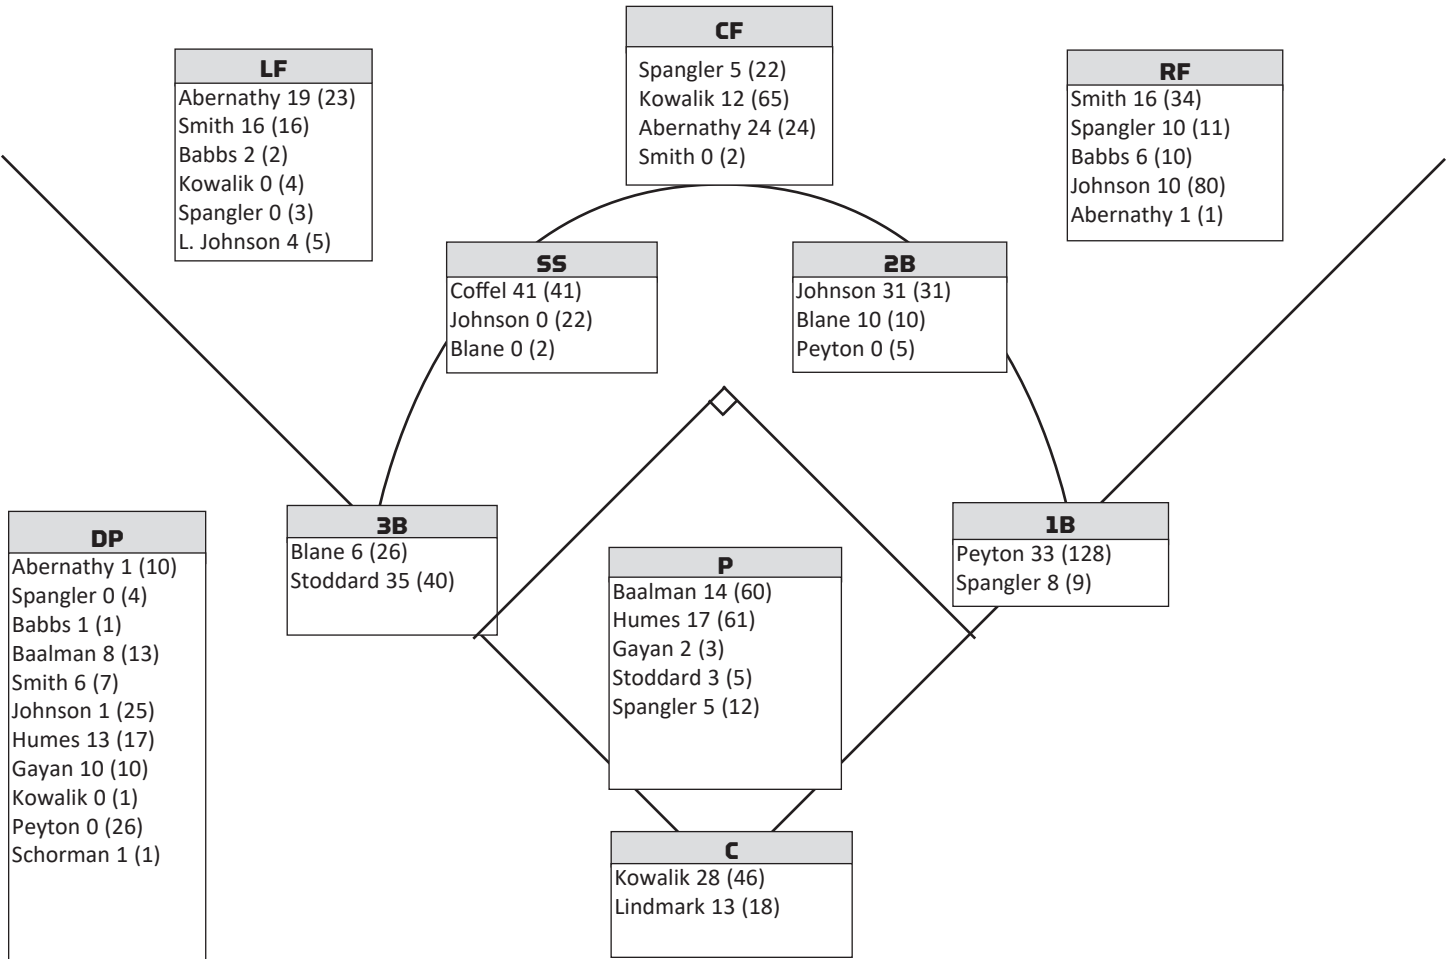 CF
Spangler 5 (22)
Kowalik 12 (65)
Abernathy 24 (24)
Smith 0 (2)
LF
Abernathy 19 (23)
Smith 16 (16)
Babbs 2 (2)
Kowalik 0 (4)
Spangler 0 (3)
L. Johnson 4 (5)
RF
Smith 16 (34)
Spangler 10 (11)
Babbs 6 (10)
Johnson 10 (80)
Abernathy 1 (1)
SS
Coffel 41 (41)
Johnson 0 (22)
Blane 0 (2)
2B
Johnson 31 (31)
Blane 10 (10)
Peyton 0 (5)
3B
Blane 6 (26)
Stoddard 35 (40)
1B
Peyton 33 (128)
Spangler 8 (9)
DP
Abernathy 1 (10)
Spangler 0 (4)
Babbs 1 (1)
Baalman 8 (13)
Smith 6 (7)
Johnson 1 (25)
Humes 13 (17)
Gayan 10 (10)
Kowalik 0 (1)
Peyton 0 (26)
Schorman 1 (1)
P
Baalman 14 (60)
Humes 17 (61)
Gayan 2 (3)
Stoddard 3 (5)
Spangler 5 (12)
C
Kowalik 28 (46)
Lindmark 13 (18)